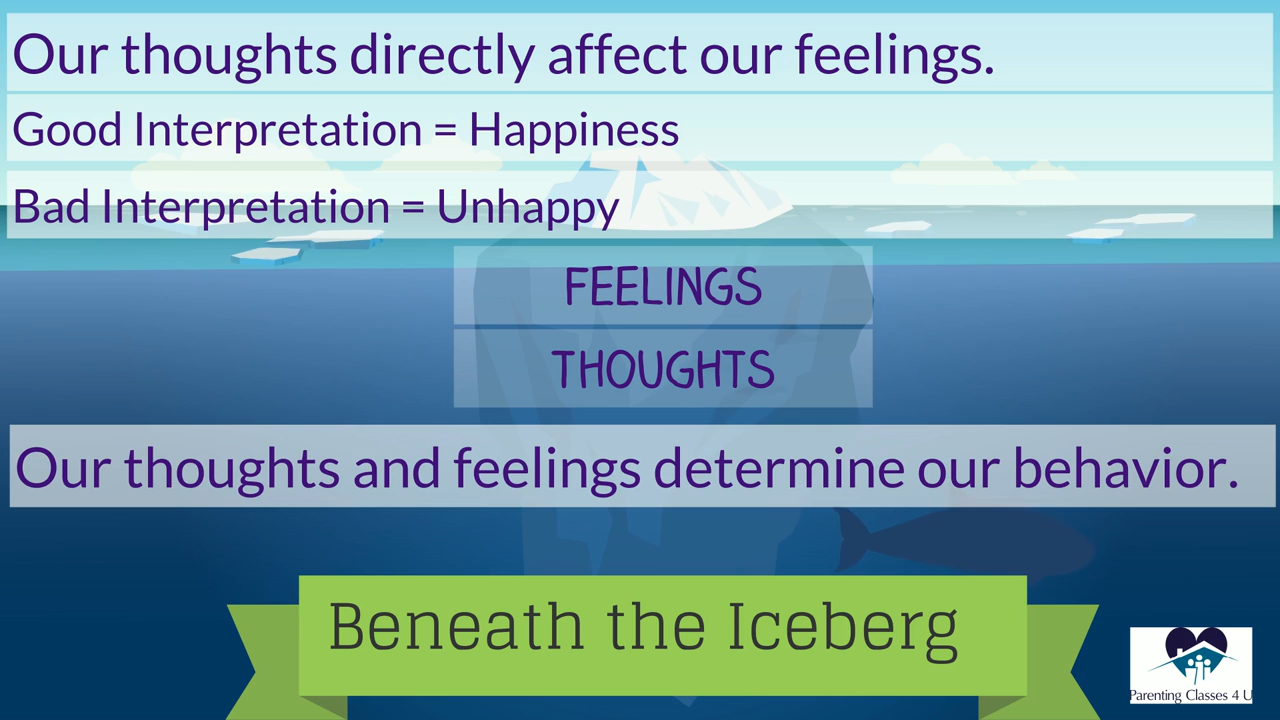 Our thoughts directly affect our feelings.
Good Interpretation = Happiness
Bad Interpretation = Unhappy
FEELINGS
THOUGHTS
Our thoughts and feelings determine our behavior.
Beneath the Iceberg
Parenting Classes 4 U